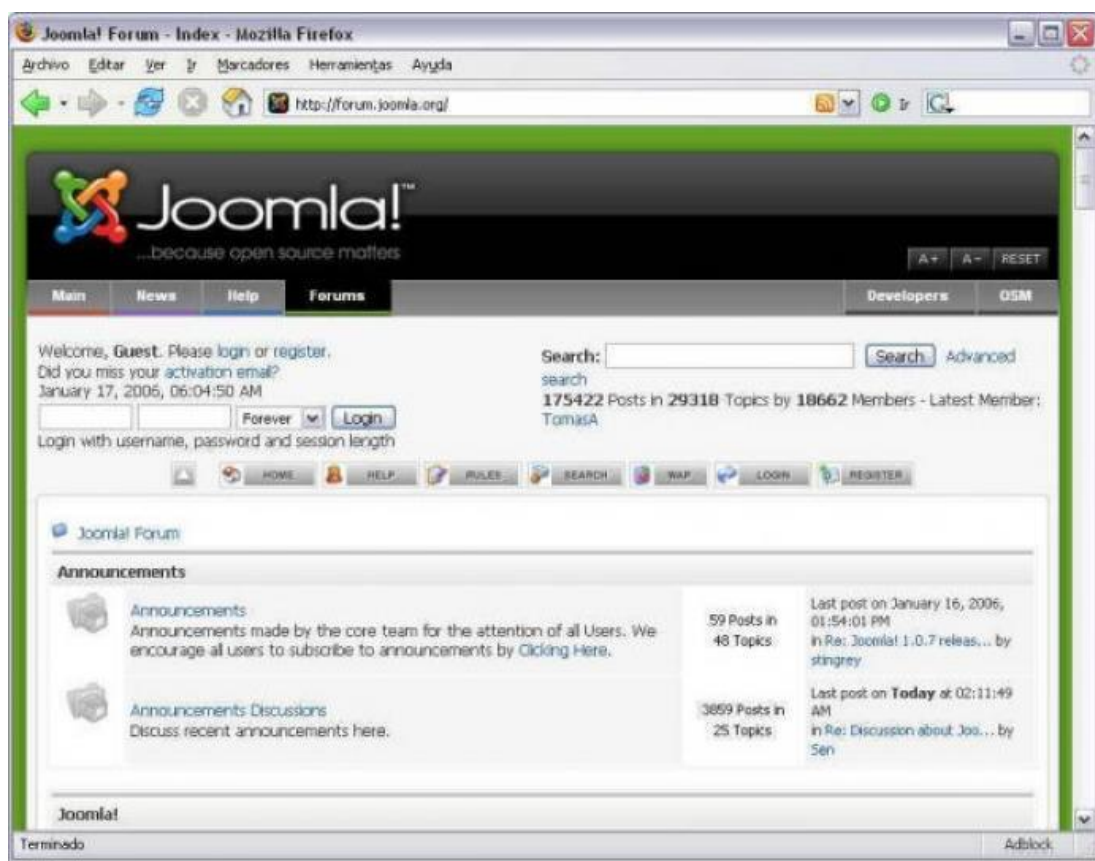 Joomla! Forum - Index - Mozilla Firefox
Archivo Editar Ver Ir Marcadores Herramientas Ayuda
http://forum.joomla.org/ Ir
Joomla!™
...because open source matters
A+ A- RESET
Main News Help Forums Developers OSM
Welcome, Guest. Please login or register.
Did you miss your activation email?
January 17, 2006, 06:04:50 AM
Forever Login
Login with username, password and session length
Search: Search Advanced
search
175422 Posts in 29318 Topics by 18662 Members - Latest Member:
TomasA
HOME HELP RULES SEARCH WAP LOGIN REGISTER
Joomla! Forum
Announcements
Announcements
Announcements made by the core team for the attention of all Users. We
encourage all users to subscribe to announcements by Clicking Here.
59 Posts in
48 Topics
Last post on January 16, 2006,
01:54:01 PM
in Re: Joomla! 1.0.7 releas... by
stingrey
Announcements Discussions
Discuss recent announcements here.
3859 Posts in
25 Topics
Last post on Today at 02:11:49
AM
in Re: Discussion about Joo... by
Sen
Joomla!
Terminado Adblock